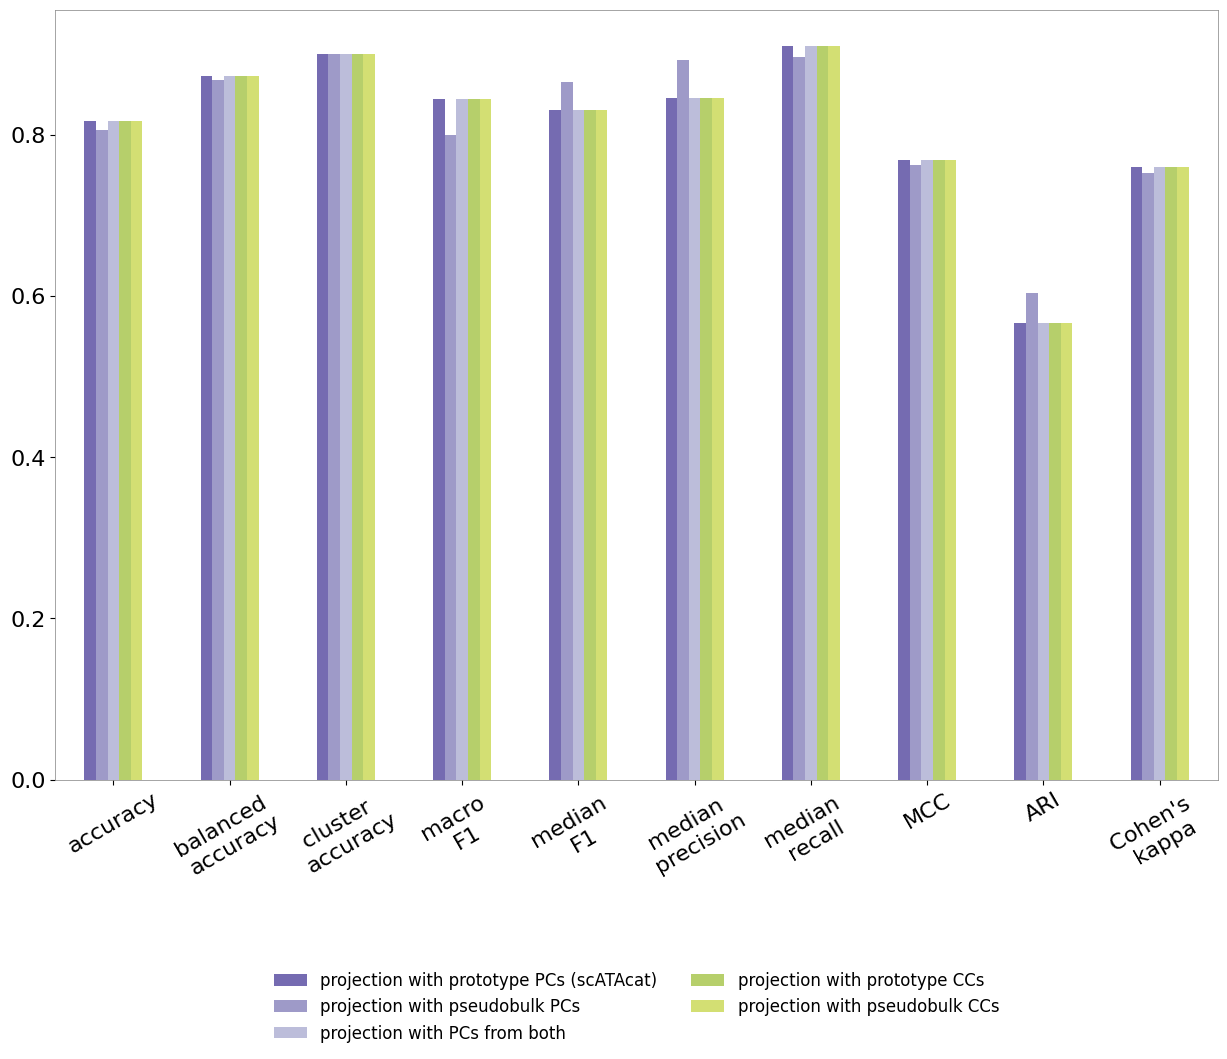 0.8
0.6
0.4
0.2
0.0
accuracy
balanced
accuracy
cluster
accuracy
macro
F1
median
F1
median
precision
median
recall
MCC
ARI
Cohen's
kappa
projection with prototype PCs (scATAcat)
projection with pseudobulk PCs
projection with PCs from both
projection with prototype CCs
projection with pseudobulk CCs